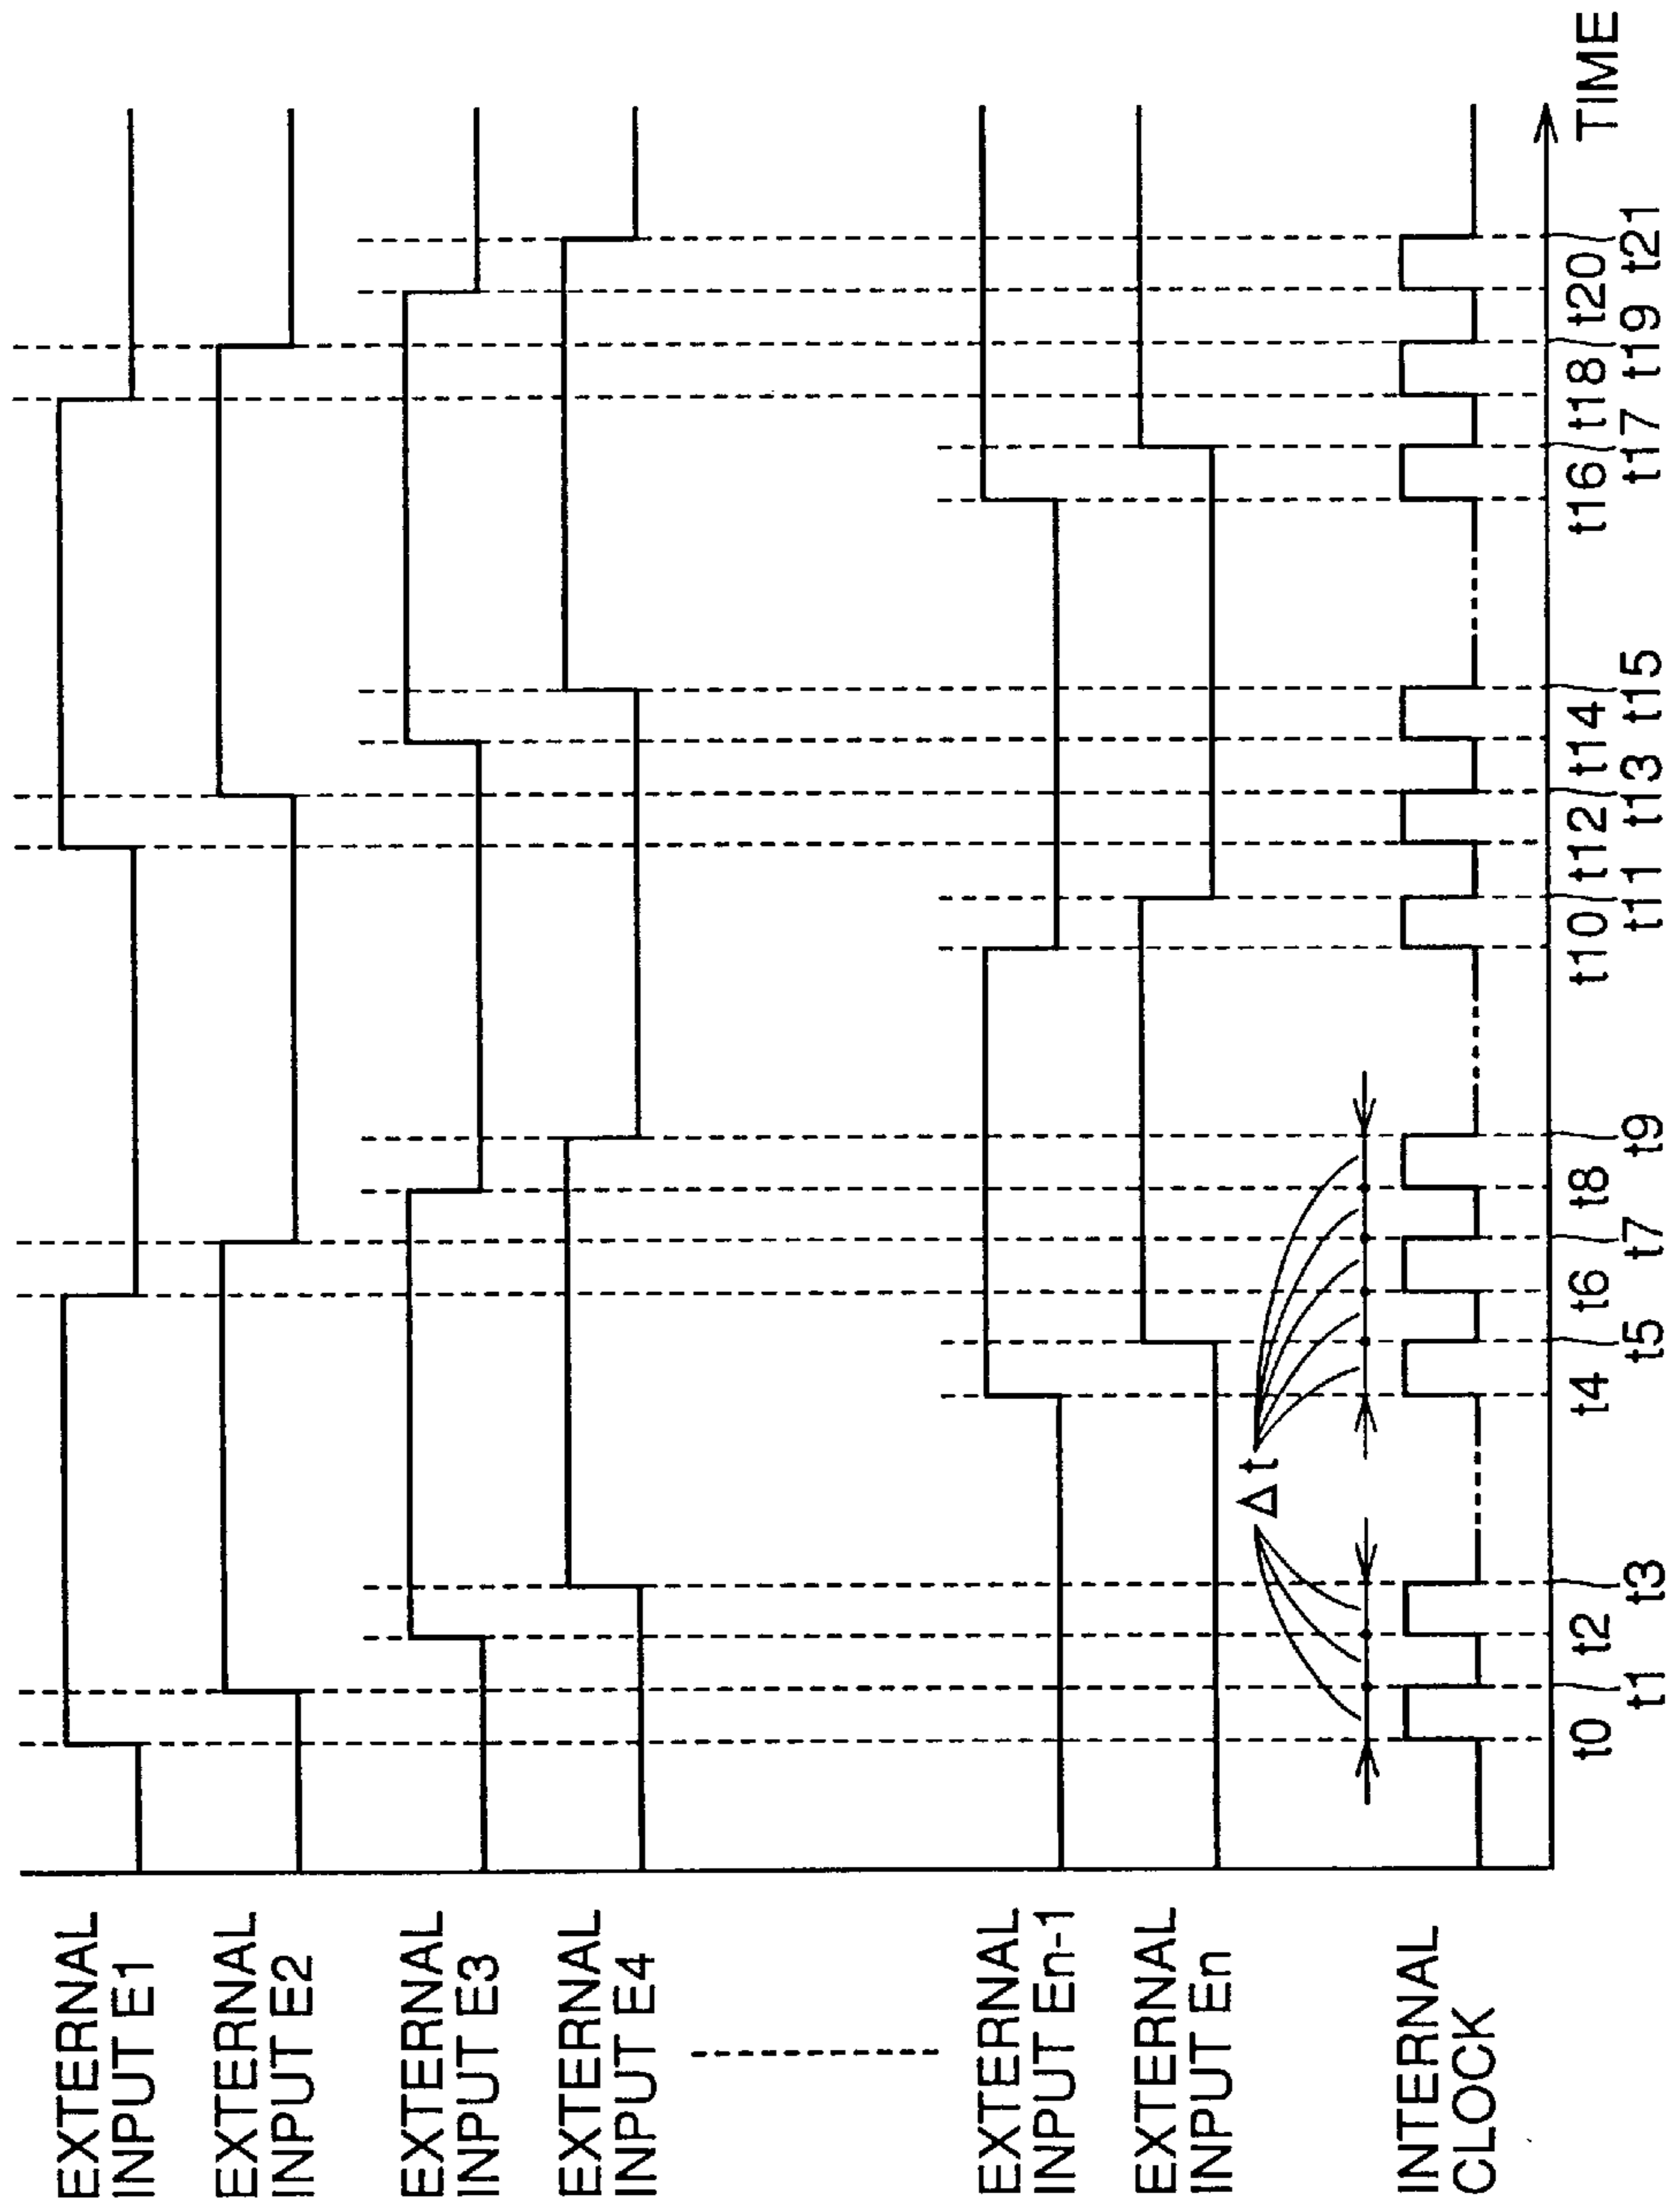 EXTERNAL
INPUT E1
EXTERNAL
INPUT E2
EXTERNAL
INPUT E3
EXTERNAL
INPUT E4
EXTERNAL
INPUT En-1
EXTERNAL
INPUT En
Δt
INTERNAL
CLOCK
t0 t2 t4 t6 t8 t10 t12 t14 t16 t18 t20 TIME
t1 t3 t5 t7 t9 t11 t13 t15 t17 t19 t21